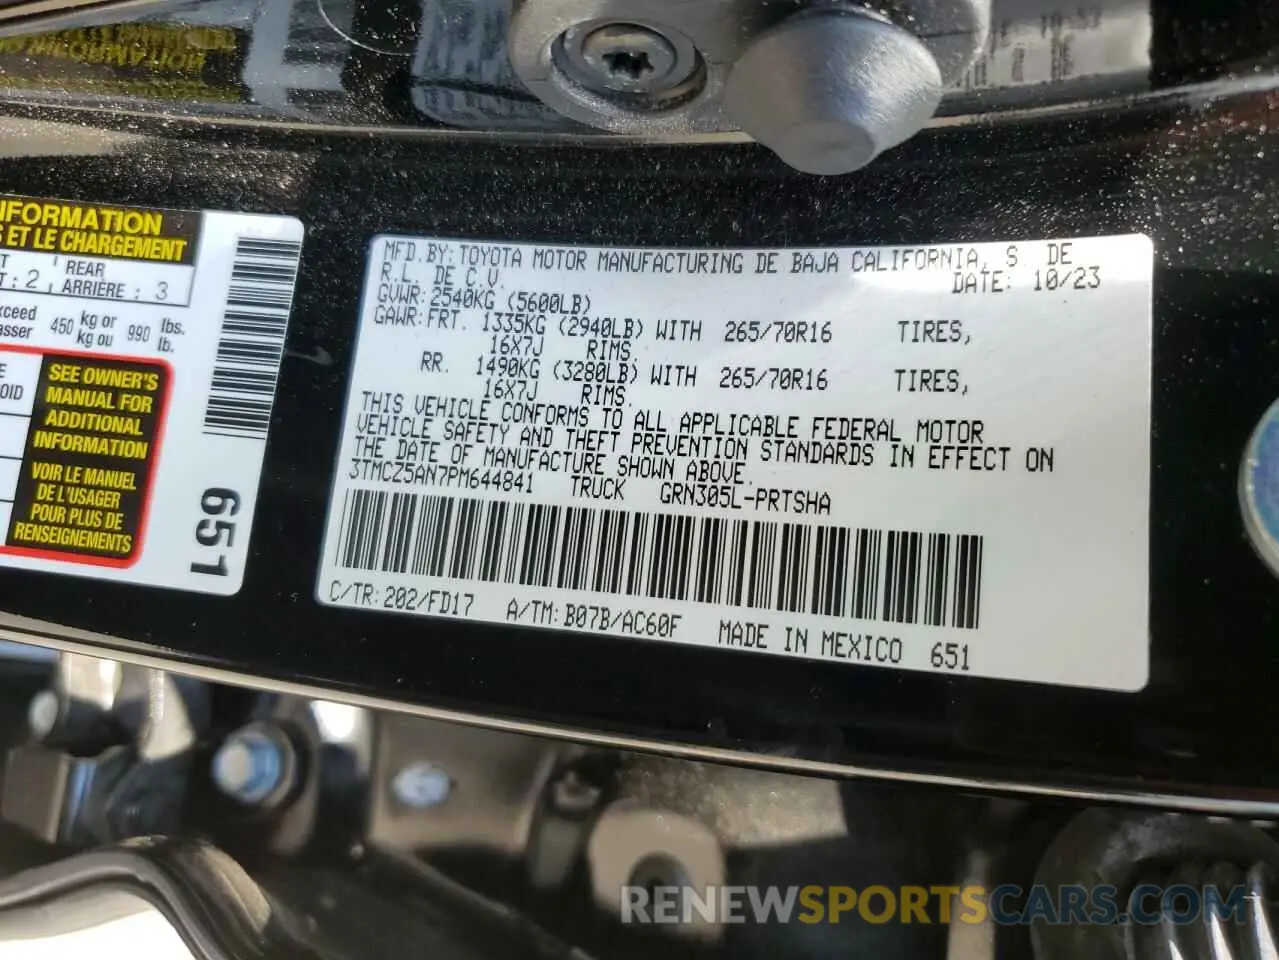 NFORMATION
S ET LE CHARGEMENT
T : 2 , REAR ARRIÈRE : 3
xceed
asser 450 kg or kg ou 990 lbs. lb.
E
OID
SEE OWNER'S
MANUAL FOR
ADDITIONAL
INFORMATION
VOIR LE MANUEL
DE L'USAGER
POUR PLUS DE
RENSEIGNEMENTS
651
MFD.BY:TOYOTA MOTOR MANUFACTURING DE BAJA CALIFORNIA, S. DE
R.L. DE C.V. DATE: 10/23
GVWR:2540KG (5600LB)
GAWR:FRT. 1335KG (2940LB) WITH 265/70R16 TIRES,
16X7J RIMS.
RR. 1490KG (3280LB) WITH 265/70R16 TIRES,
16X7J RIMS.
THIS VEHICLE CONFORMS TO ALL APPLICABLE FEDERAL MOTOR
VEHICLE SAFETY AND THEFT PREVENTION STANDARDS IN EFFECT ON
THE DATE OF MANUFACTURE SHOWN ABOVE.
3TMCZ5AN7PM644841 TRUCK GRN305L-PRTSHA
C/TR:202/FD17 A/TM:B07B/AC60F MADE IN MEXICO 651
RENEWSPORTSCARS.COM